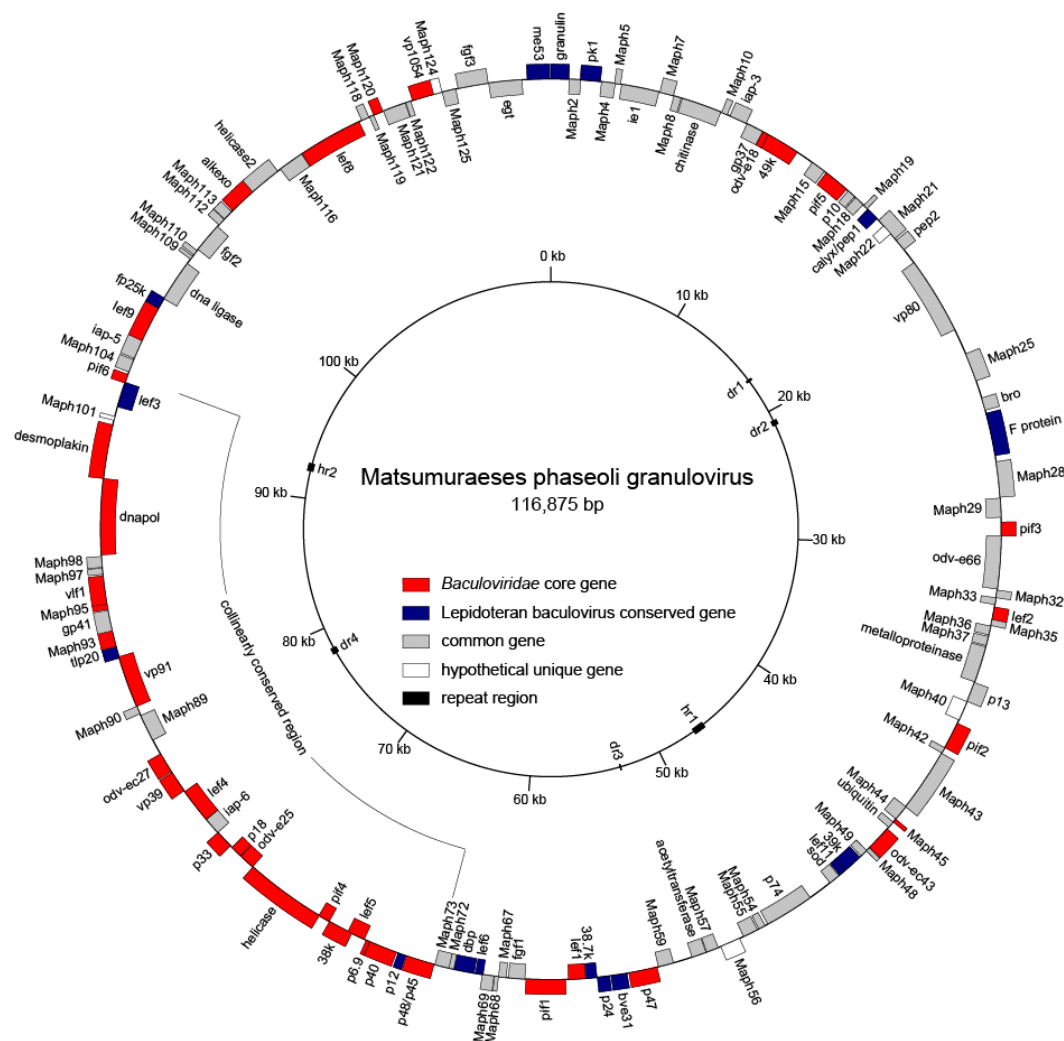 me53
granulin
pk1
Maph5
Maph7
Maph10
iap-3
Maph2
Maph4
ie1
Maph8
chitinase
gp37
odv-e18
49k
Maph15
pif5
p10
Maph18
calyx/pep1
Maph19
Maph21
Maph22
pep2
vp80
Maph25
bro
F protein
Maph28
Maph29
pif3
odv-e66
Maph32
Maph33
lef2
Maph35
Maph36
Maph37
metalloproteinase
p13
Maph40
pif2
Maph42
Maph43
Maph44
ubiquitin
Maph45
odv-ec43
Maph48
Maph49
39k
lef11
sod
p74
Maph54
Maph55
Maph56
Maph57
acetyltransferase
Maph59
p47
bve31
p24
38.7k
lef1
pif1
fgf1
Maph67
Maph68
Maph69
lef6
dbp
Maph72
Maph73
p48/p45
p12
p40
p6.9
lef5
38k
pif4
helicase
odv-e25
p18
p33
iap-6
lef4
vp39
odv-ec27
Maph89
Maph90
vp91
tlp20
Maph93
gp41
Maph95
vlf1
Maph97
Maph98
dnapol
desmoplakin
Maph101
lef3
pif6
Maph104
iap-5
lef9
fp25k
dna ligase
Maph109
Maph110
fgf2
Maph112
Maph113
alkexo
helicase2
Maph116
lef8
Maph118
Maph119
Maph120
Maph121
Maph122
vp1054
Maph124
Maph125
fgf3
egt
0 kb
10 kb
dr1
20 kb
dr2
30 kb
40 kb
hr1
50 kb
dr3
60 kb
70 kb
dr4
80 kb
90 kb
hr2
100 kb
collinearly conserved region
Matsumuraeses phaseoli granulovirus
116,875 bp
Baculoviridae core gene
Lepidoteran baculovirus conserved gene
common gene
hypothetical unique gene
repeat region